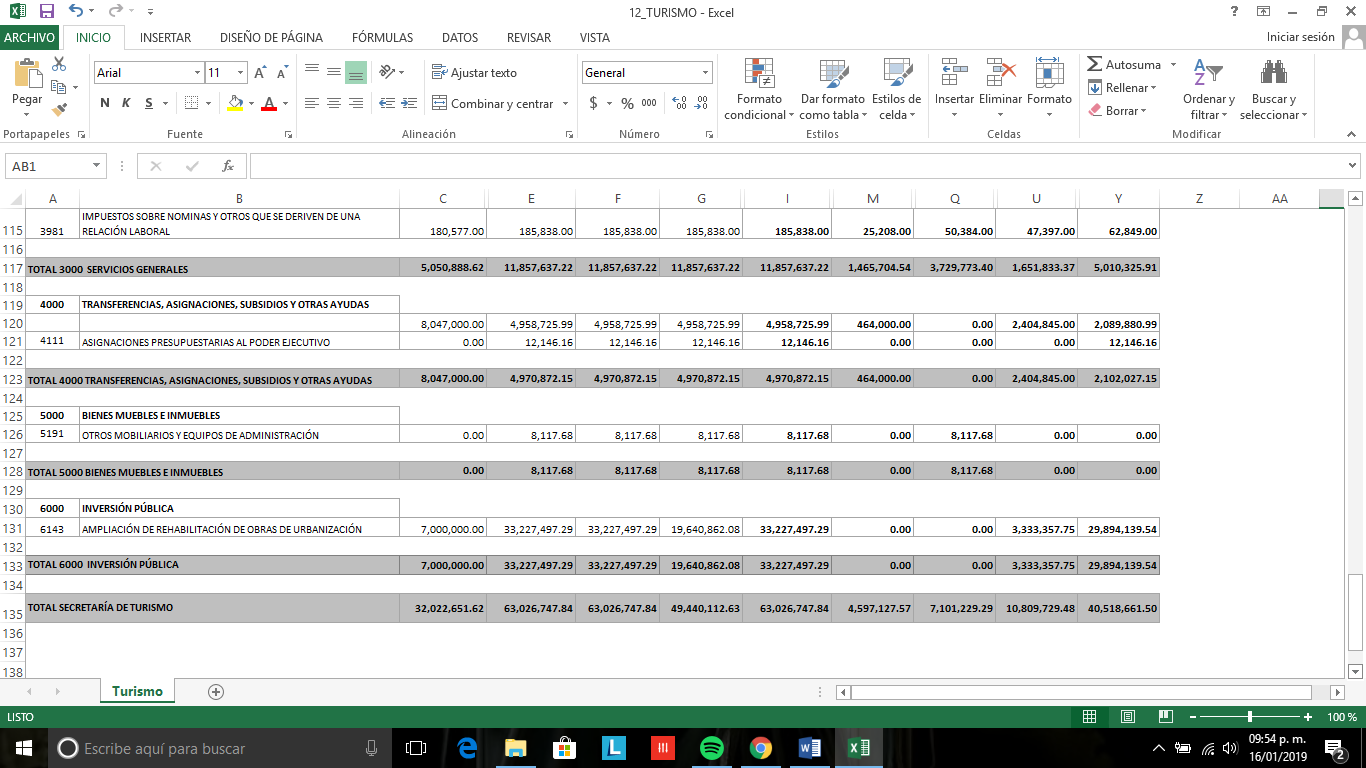 12_TURISMO - Excel
?
ARCHIVO INICIO INSERTAR DISEÑO DE PÁGINA FÓRMULAS DATOS REVISAR VISTA Iniciar sesión
Pegar
Arial 11
N K S
A A
A
Ajustar texto
Combinar y centrar
General
$ % 000
Formato condicional
Dar formato como tabla
Estilos de celda
Insertar Eliminar Formato
Autosuma
Rellenar
Borrar
Ordenar y filtrar
Buscar y seleccionar
Portapapeles Fuente Alineación Número Estilos Celdas Modificar
AB1 fx
A B C E F G I M Q U Y Z AA
IMPUESTOS SOBRE NOMINAS Y OTROS QUE SE DERIVEN DE UNA
115 3981 RELACIÓN LABORAL 180,577.00 185,838.00 185,838.00 185,838.00 185,838.00 25,208.00 50,384.00 47,397.00 62,849.00
116
117 TOTAL 3000 SERVICIOS GENERALES 5,050,888.62 11,857,637.22 11,857,637.22 11,857,637.22 11,857,637.22 1,465,704.54 3,729,773.40 1,651,833.37 5,010,325.91
118
119 4000 TRANSFERENCIAS, ASIGNACIONES, SUBSIDIOS Y OTRAS AYUDAS
120 8,047,000.00 4,958,725.99 4,958,725.99 4,958,725.99 4,958,725.99 464,000.00 0.00 2,404,845.00 2,089,880.99
121 4111 ASIGNACIONES PRESUPUESTARIAS AL PODER EJECUTIVO 0.00 12,146.16 12,146.16 12,146.16 12,146.16 0.00 0.00 0.00 12,146.16
122
123 TOTAL 4000 TRANSFERENCIAS, ASIGNACIONES, SUBSIDIOS Y OTRAS AYUDAS 8,047,000.00 4,970,872.15 4,970,872.15 4,970,872.15 4,970,872.15 464,000.00 0.00 2,404,845.00 2,102,027.15
124
125 5000 BIENES MUEBLES E INMUEBLES
126 5191 OTROS MOBILIARIOS Y EQUIPOS DE ADMINISTRACIÓN 0.00 8,117.68 8,117.68 8,117.68 8,117.68 0.00 8,117.68 0.00 0.00
127
128 TOTAL 5000 BIENES MUEBLES E INMUEBLES 0.00 8,117.68 8,117.68 8,117.68 8,117.68 0.00 8,117.68 0.00 0.00
129
130 6000 INVERSIÓN PÚBLICA
131 6143 AMPLIACIÓN DE REHABILITACIÓN DE OBRAS DE URBANIZACIÓN 7,000,000.00 33,227,497.29 33,227,497.29 19,640,862.08 33,227,497.29 0.00 0.00 3,333,357.75 29,894,139.54
132
133 TOTAL 6000 INVERSIÓN PÚBLICA 7,000,000.00 33,227,497.29 33,227,497.29 19,640,862.08 33,227,497.29 0.00 0.00 3,333,357.75 29,894,139.54
134
135 TOTAL SECRETARÍA DE TURISMO 32,022,651.62 63,026,747.84 63,026,747.84 49,440,112.63 63,026,747.84 4,597,127.57 7,101,229.29 10,809,729.48 40,518,661.50
136
137
138
Turismo
LISTO 100 %
Escribe aquí para buscar
09:54 p. m.
16/01/2019
2